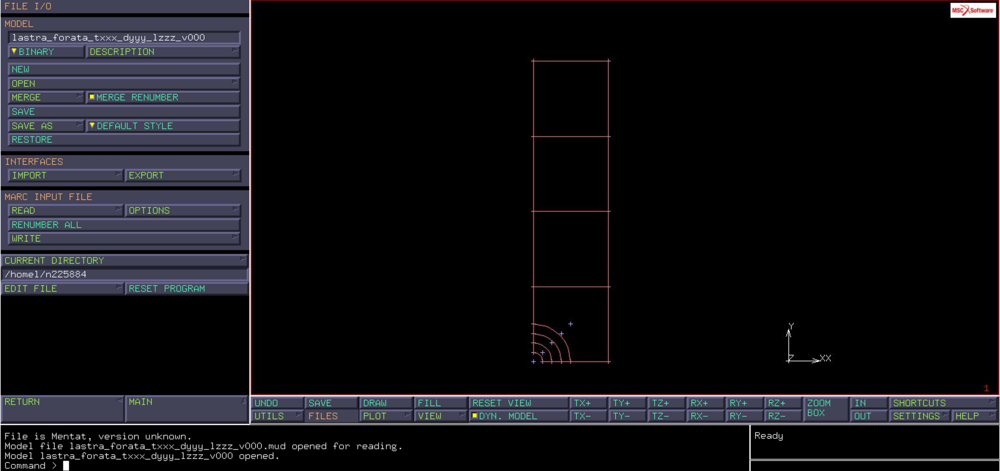 FILE I/O
MODEL
lastra_forata_txxx_dyyy_lzzz_v000
BINARY DESCRIPTION
NEW
OPEN
MERGE MERGE RENUMBER
SAVE
SAVE AS DEFAULT STYLE
RESTORE
INTERFACES
IMPORT EXPORT
MARC INPUT FILE
READ OPTIONS
RENUMBER ALL
WRITE
CURRENT DIRECTORY
/homel/n225884
EDIT FILE RESET PROGRAM
RETURN MAIN
MSC Software
Y
Z XX
1
UNDO SAVE DRAW FILL RESET VIEW TX+ TY+ TZ+ RX+ RY+ RZ+ ZOOM IN SHORTCUTS
UTILS FILES PLOT VIEW DYN. MODEL TX- TY- TZ- RX- RY- RZ- BOX OUT SETTINGS HELP
File is Mentat, version unknown.
Model file lastra_forata_txxx_dyyy_lzzz_v000.mud opened for reading.
Model lastra_forata_txxx_dyyy_lzzz_v000 opened.
Command >
Ready